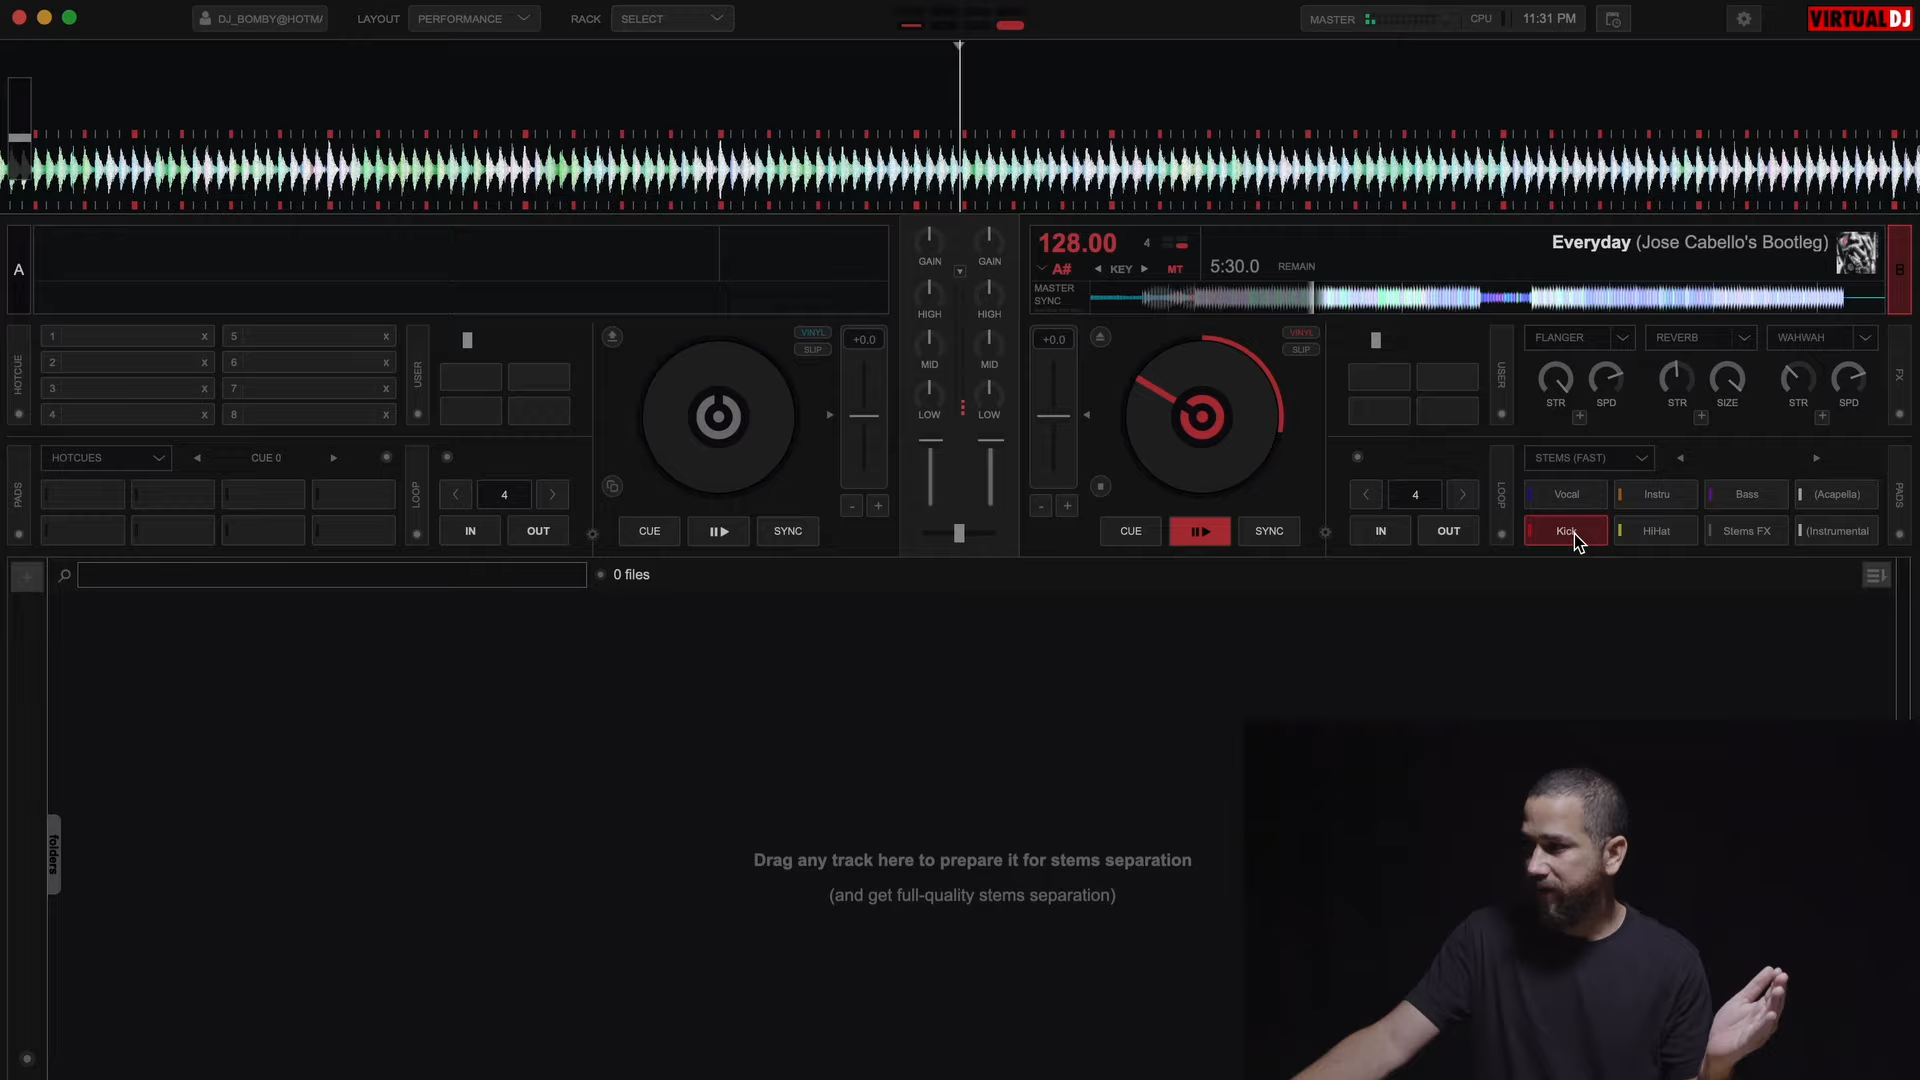 DJ_BOMBY@HOTMA
LAYOUT PERFORMANCE
RACK SELECT
MASTER CPU 11:31 PM
VIRTUALDJ
A
128.00 4
A# KEY MT
5:30.0 REMAIN
Everyday (Jose Cabello's Bootleg)
MASTER
SYNC
B
GAIN GAIN
HIGH HIGH
MID MID
LOW LOW
HOTCUE
1 x 5 x
2 x 6 x
3 x 7 x
4 x 8 x
USER
VINYL
SLIP
+0.0
+0.0
VINYL
SLIP
USER
FLANGER REVERB WAHWAH
STR SPD STR SIZE STR SPD
+ + +
FX
PADS
HOTCUES CUE 0
LOOP
4
IN OUT
CUE SYNC
- +
- +
CUE SYNC
4
IN OUT
LOOP
STEMS (FAST)
Vocal Instru Bass (Acapella)
Kick HiHat Stems FX (Instrumental
PADS
+
0 files
folders
Drag any track here to prepare it for stems separation
(and get full-quality stems separation)